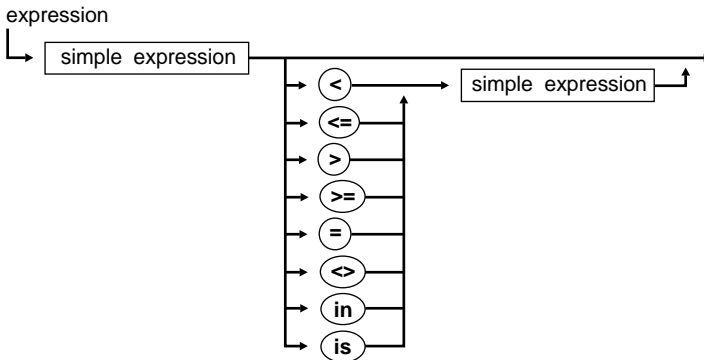 expression
simple expression
<
simple expression
<=
>
>=
=
<>
in
is